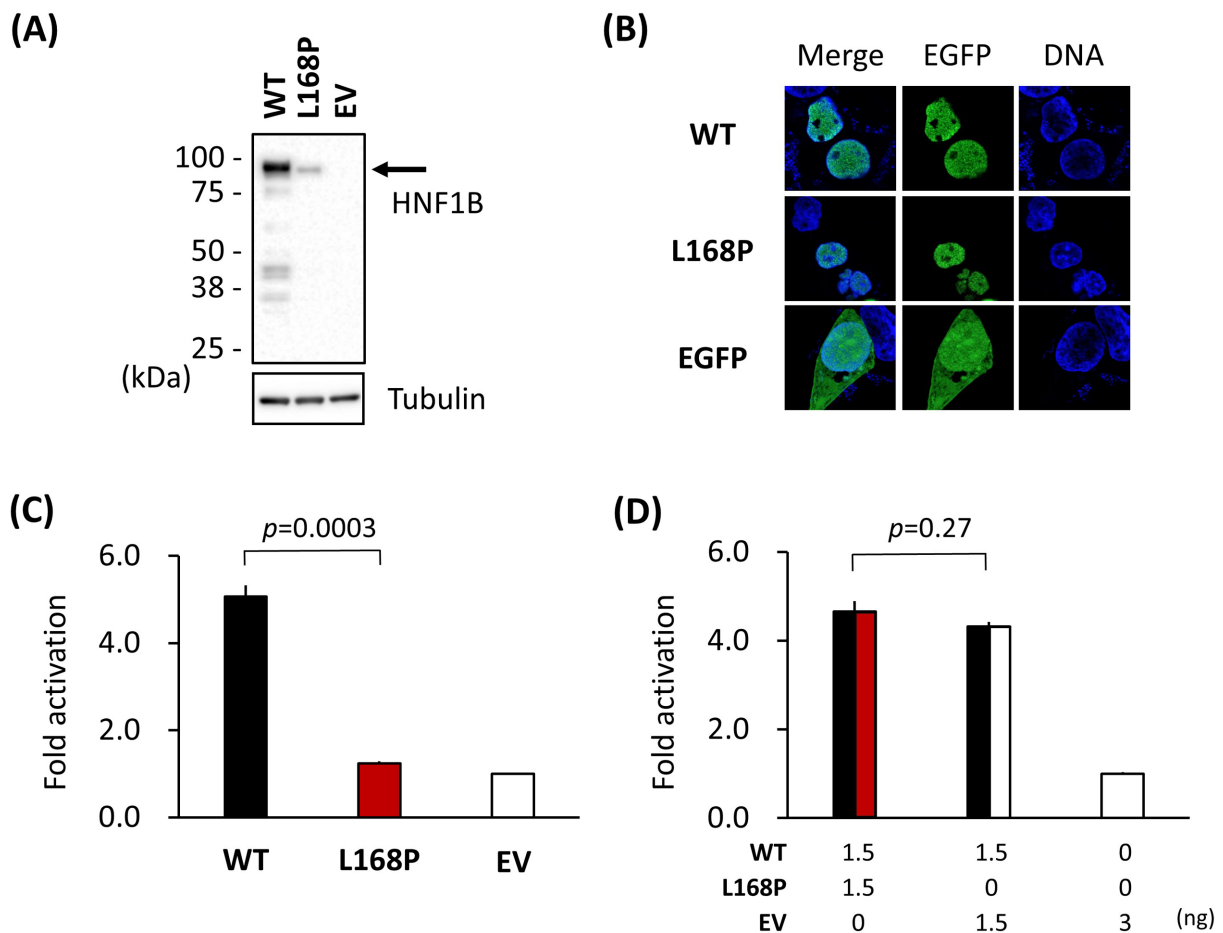 (A)
WT
L168P
EV
100 -
75 -
50 -
38 -
25 -
(kDa)
HNF1B
Tubulin
(B)
Merge EGFP DNA
WT
L168P
EGFP
(C)
p=0.0003
Fold activation
6.0
4.0
2.0
0.0
WT L168P EV
(D)
p=0.27
Fold activation
6.0
4.0
2.0
0.0
WT 1.5 1.5 0
L168P 1.5 0 0
EV 0 1.5 3 (ng)